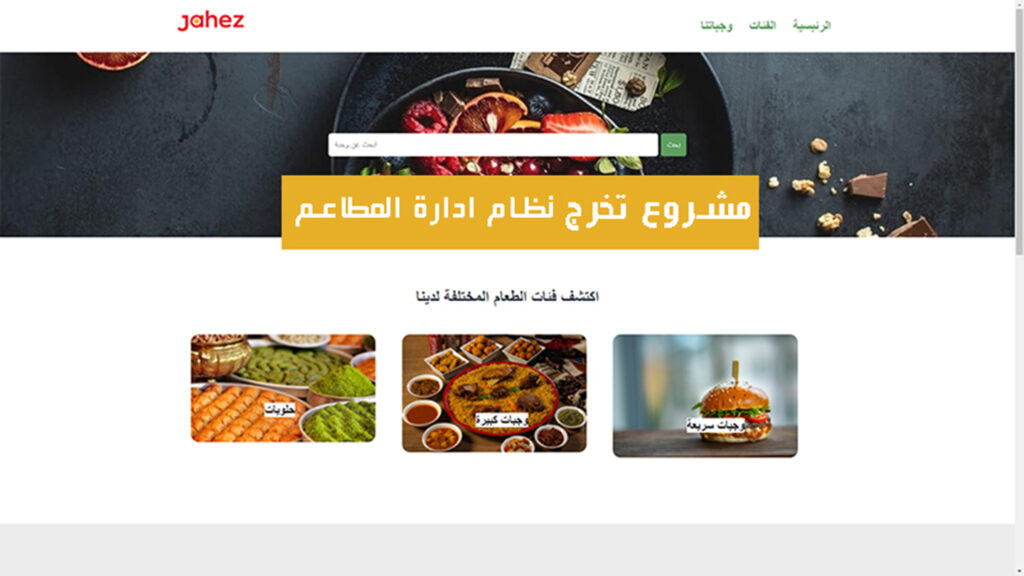 Jahez
الرئيسية الفئات وجباتنا
ابحث عن وجبة
ابحث
مشروع تخرج نظام ادارة المطاعم
اكتشف فئات الطعام المختلفة لدينا
وجبات سريعة
وجبات كبيرة
حلويات